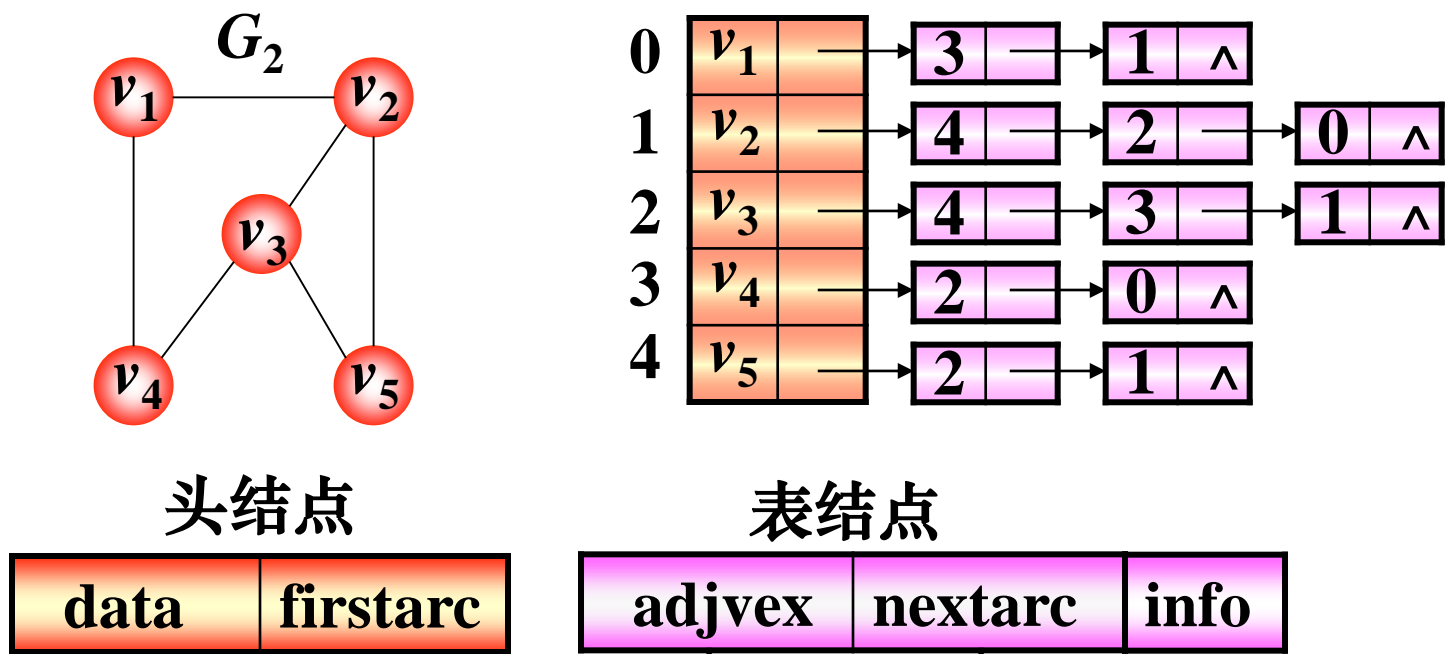 G2
v1 v2
v3
v4 v5
0 v1 3 1 ^
1 v2 4 2 0 ^
2 v3 4 3 1 ^
3 v4 2 0 ^
4 v5 2 1 ^
头结点 表结点
data firstarc adjvex nextarc info